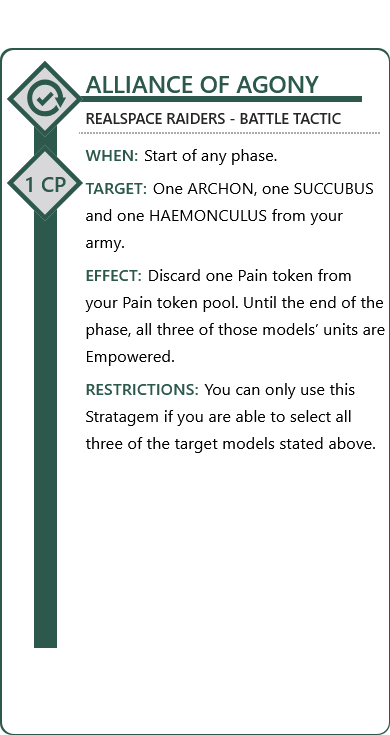 ALLIANCE OF AGONY
REALSPACE RAIDERS - BATTLE TACTIC
WHEN: Start of any phase.
1 CP
TARGET: One ARCHON, one SUCCUBUS
and one HAEMONCULUS from your
army.
EFFECT: Discard one Pain token from
your Pain token pool. Until the end of the
phase, all three of those models’ units are
Empowered.
RESTRICTIONS: You can only use this
Stratagem if you are able to select all
three of the target models stated above.